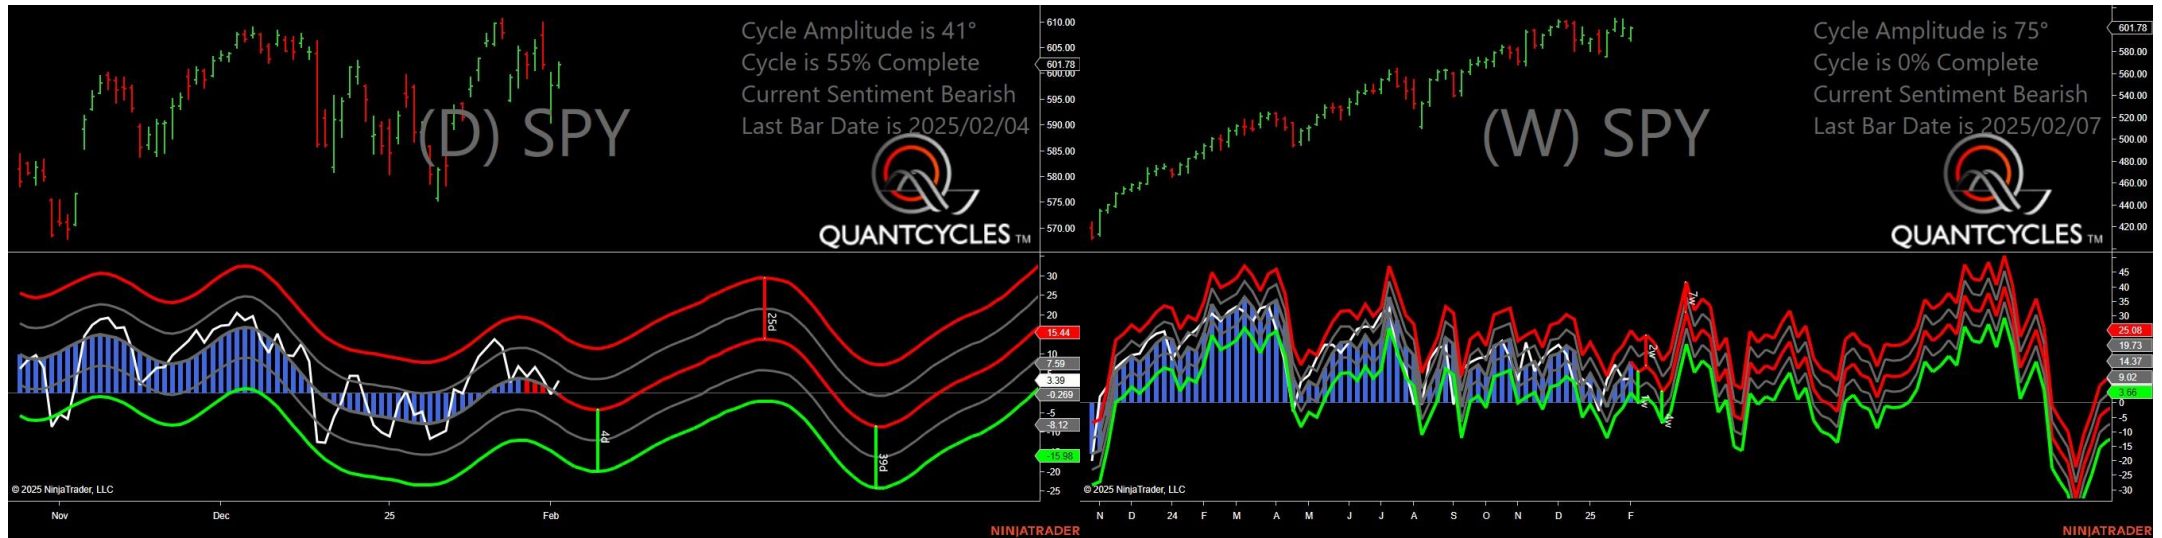 Cycle Amplitude is 41°
Cycle is 55% Complete
Current Sentiment Bearish
Last Bar Date is 2025/02/04
(D) SPY
QUANTCYCLES TM
610.00
605.00
601.78
600.00
595.00
590.00
585.00
580.00
575.00
570.00
30
25
20
15.44
10
7.59
3.39
-0.269
-5
-8.12
-10
-15.98
-20
-25
25d
4d
39d
© 2025 NinjaTrader, LLC
Nov
Dec
25
Feb
NINJATRADER
Cycle Amplitude is 75°
Cycle is 0% Complete
Current Sentiment Bearish
Last Bar Date is 2025/02/07
(W) SPY
QUANTCYCLES TM
601.78
580.00
560.00
540.00
520.00
500.00
480.00
460.00
440.00
420.00
45
40
35
30
25.08
19.73
14.37
9.02
3.66
0
-5
-10
-15
-20
-25
-30
7w
2w
1w
4w
© 2025 NinjaTrader, LLC
N
D
24
F
M
A
M
J
J
A
S
O
N
D
25
F
NINJATRADER